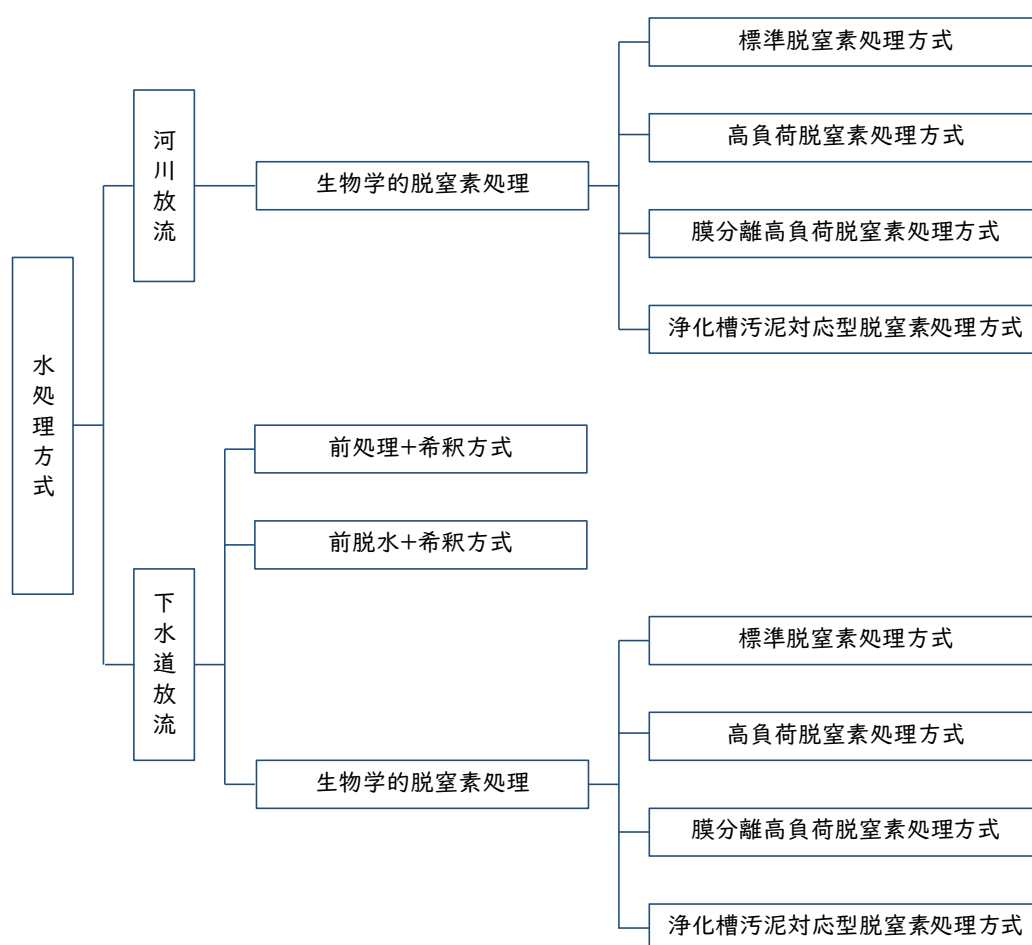 水処理方式
河川放流
生物学的脱窒素処理
標準脱窒素処理方式
高負荷脱窒素処理方式
膜分離高負荷脱窒素処理方式
浄化槽汚泥対応型脱窒素処理方式
下水道放流
前処理+希釈方式
前脱水+希釈方式
生物学的脱窒素処理
標準脱窒素処理方式
高負荷脱窒素処理方式
膜分離高負荷脱窒素処理方式
浄化槽汚泥対応型脱窒素処理方式